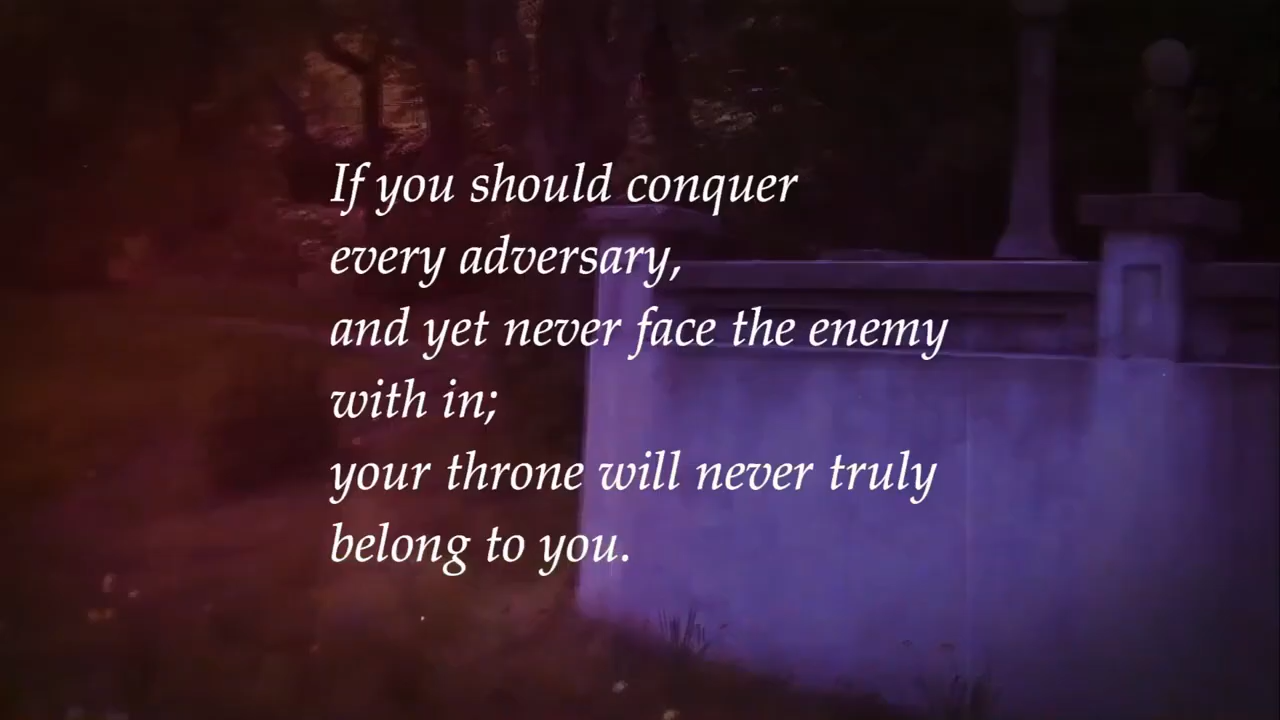 If you should conquer
every adversary,
and yet never face the enemy
with in;
your throne will never truly
belong to you.